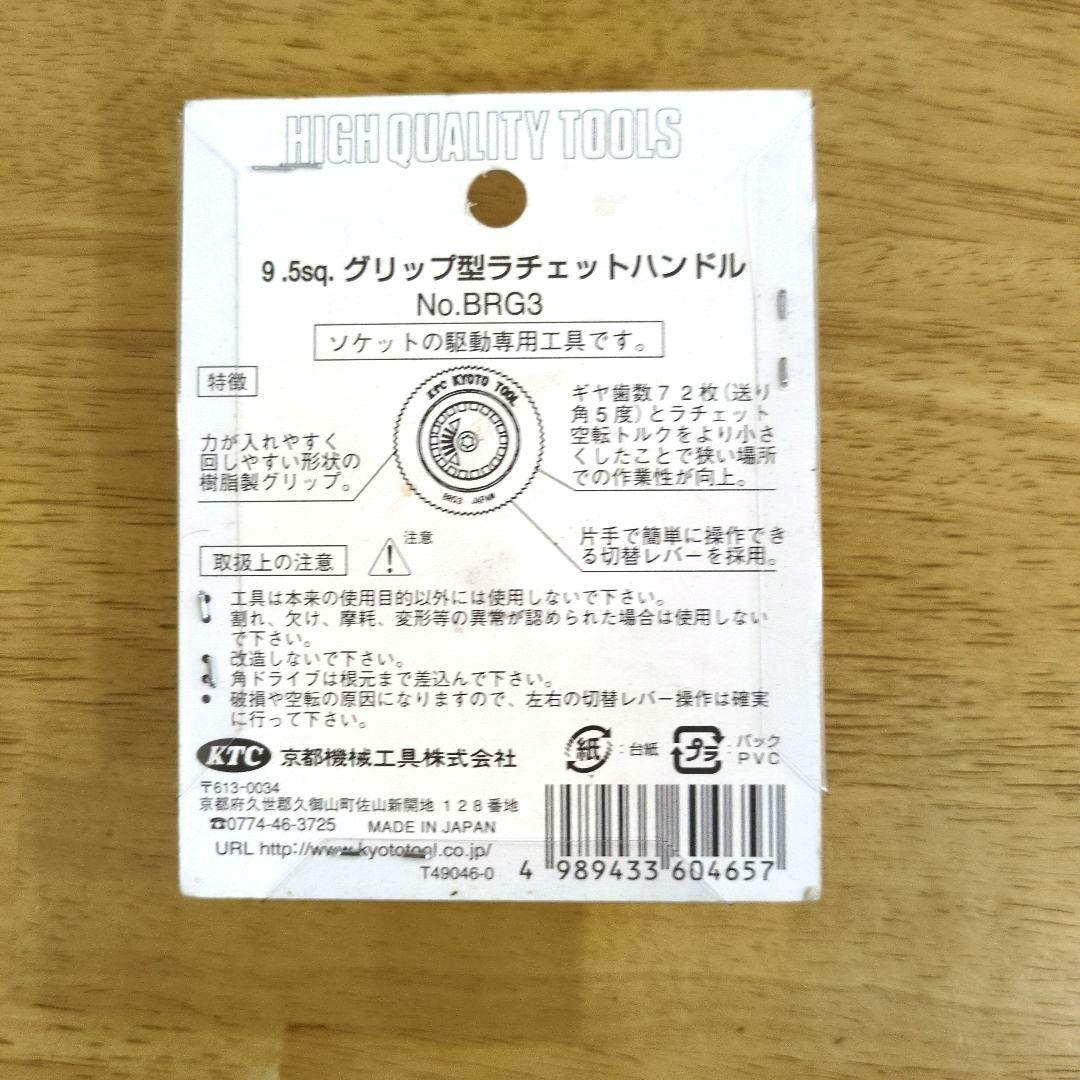 HIGH QUALITY TOOLS
9.5sq. グリップ型ラチェットハンドル
No.BRG3
ソケットの駆動専用工具です。
特徴
KTC KYOTO TOOL
BRG3 JAPAN
力が入れやすく
回しやすい形状の
樹脂製グリップ。
ギヤ歯数７２枚(送り
角５度)とラチェット
空転トルクをより小さ
くしたことで狭い場所
での作業性が向上。
片手で簡単に操作でき
る切替レバーを採用。
取扱上の注意
注意
工具は本来の使用目的以外には使用しないで下さい。
割れ、欠け、摩耗、変形等の異常が認められた場合は使用しない
で下さい。
● 改造しないで下さい。
● 角ドライブは根元まで差込んで下さい。
● 破損や空転の原因になりますので、左右の切替レバー操作は確実
に行って下さい。
KTC 京都機械工具株式会社
紙：台紙
プラ：パック
PVC
〒613-0034
京都府久世郡久御山町佐山新開地 １２８番地
☎0774-46-3725 MADE IN JAPAN
URL http://www.kyototool.co.jp/
T49046-0
4 989433 604657